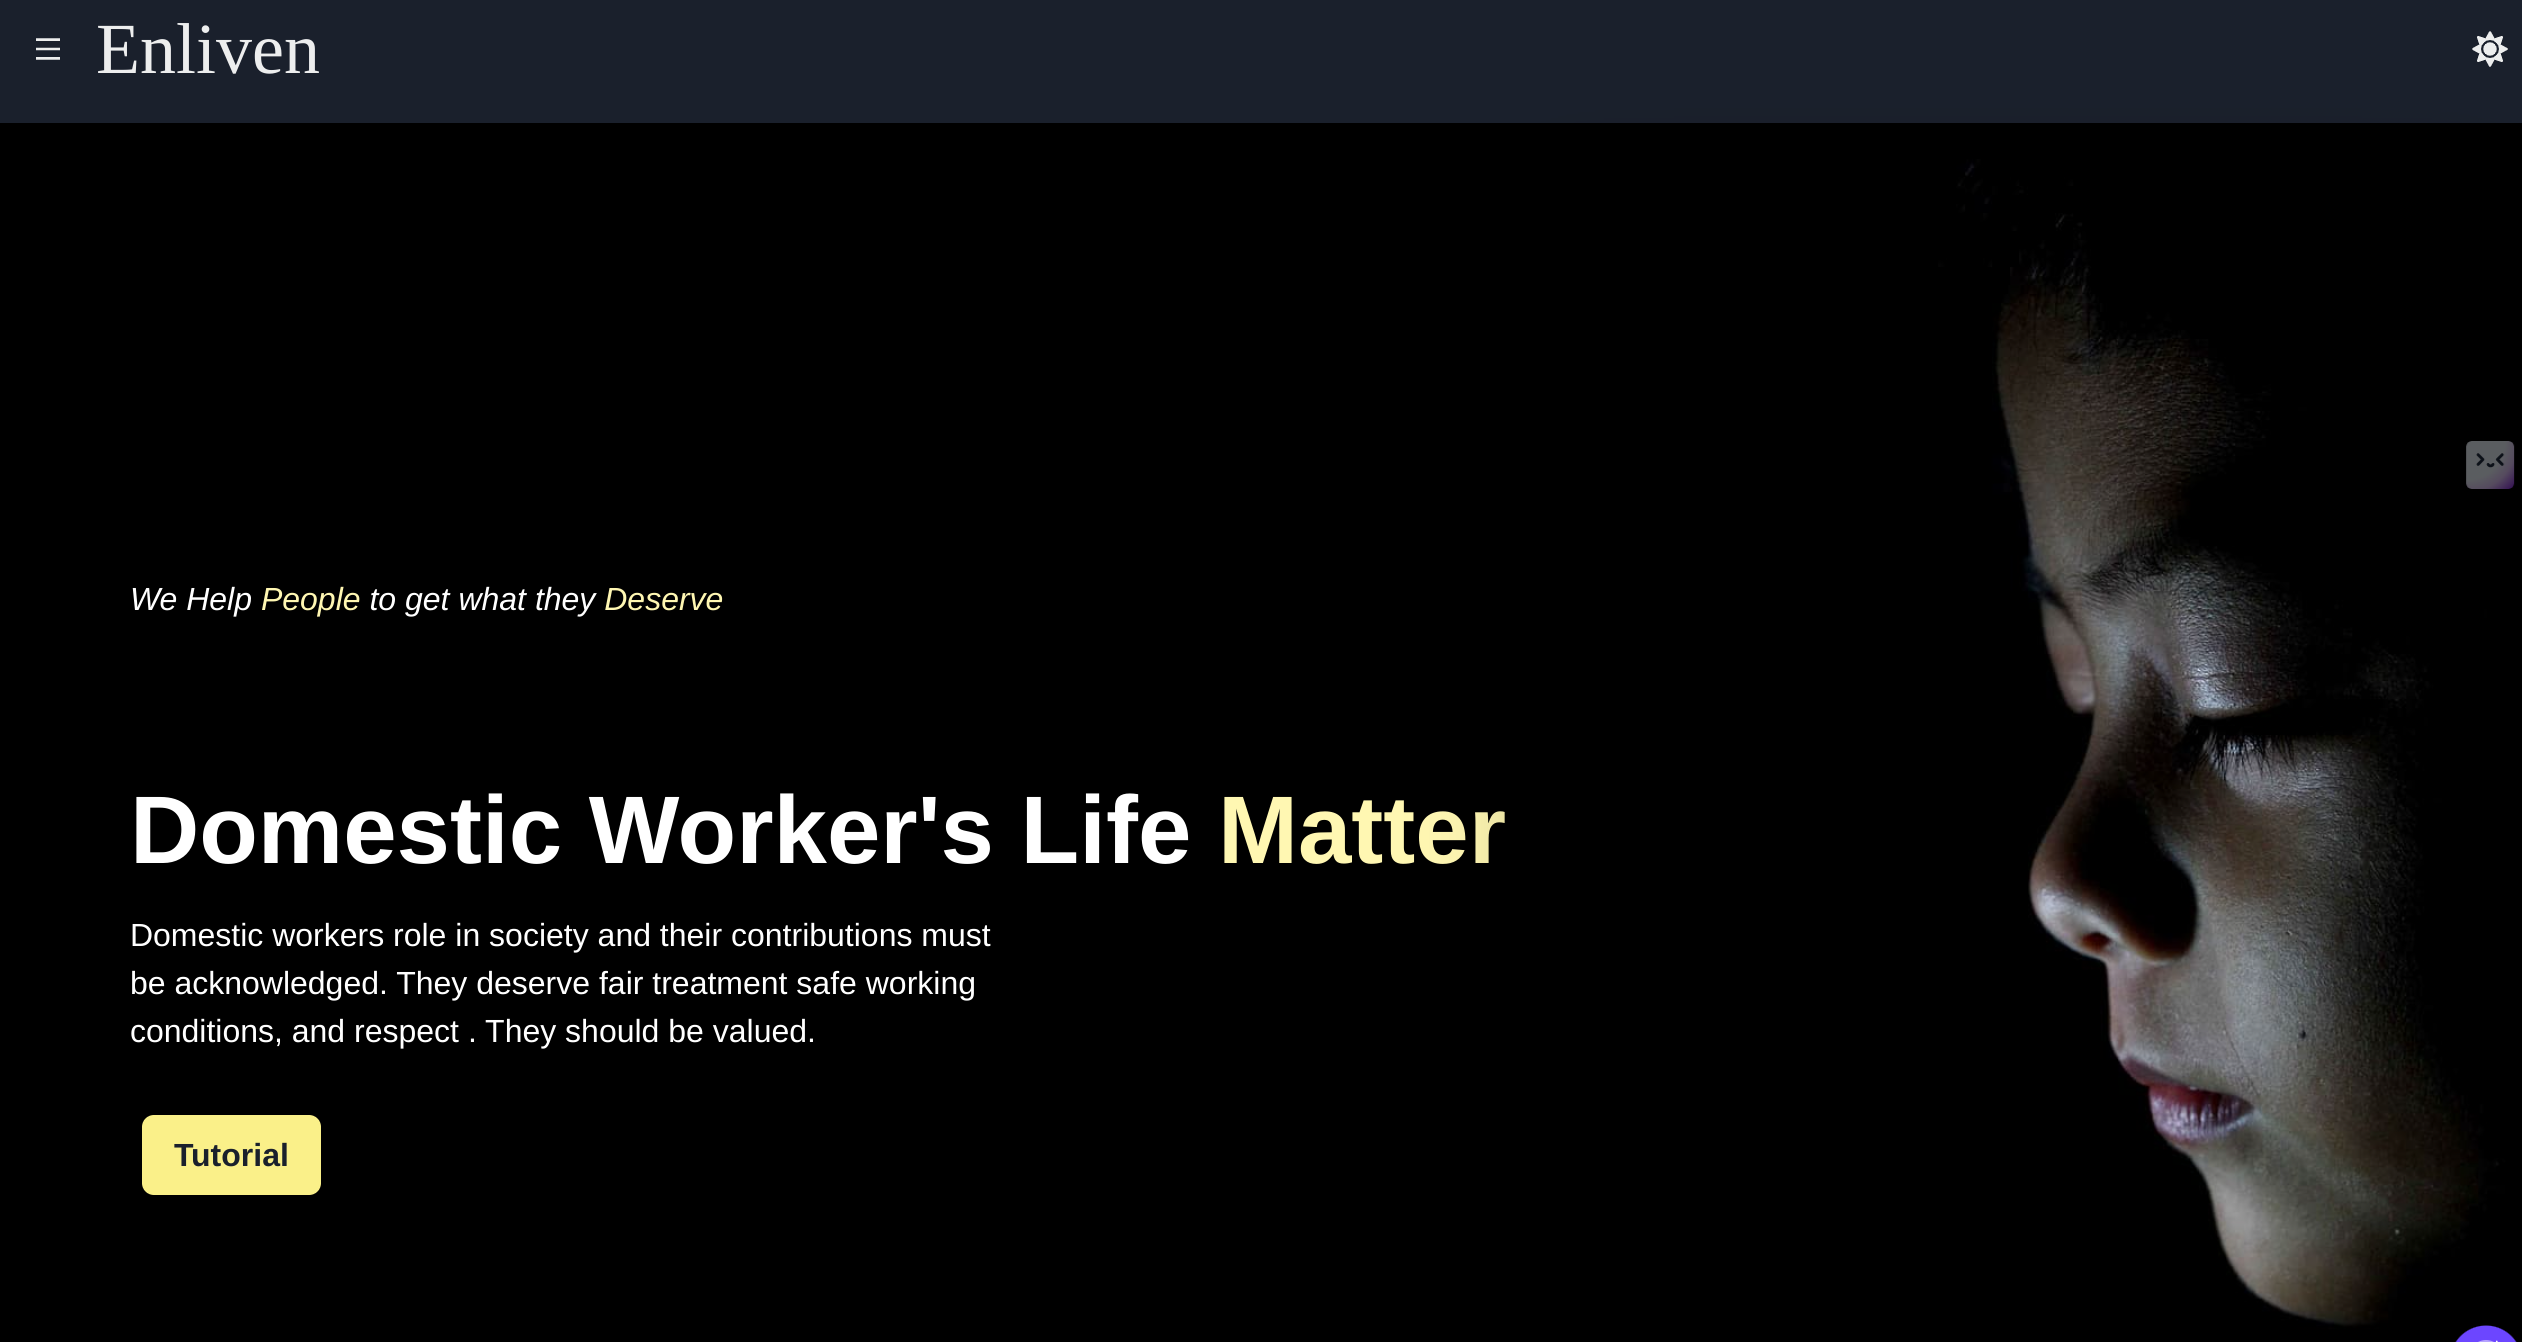 Enliven
We Help People to get what they Deserve
Domestic Worker's Life Matter
Domestic workers role in society and their contributions must
be acknowledged. They deserve fair treatment safe working
conditions, and respect . They should be valued.
Tutorial